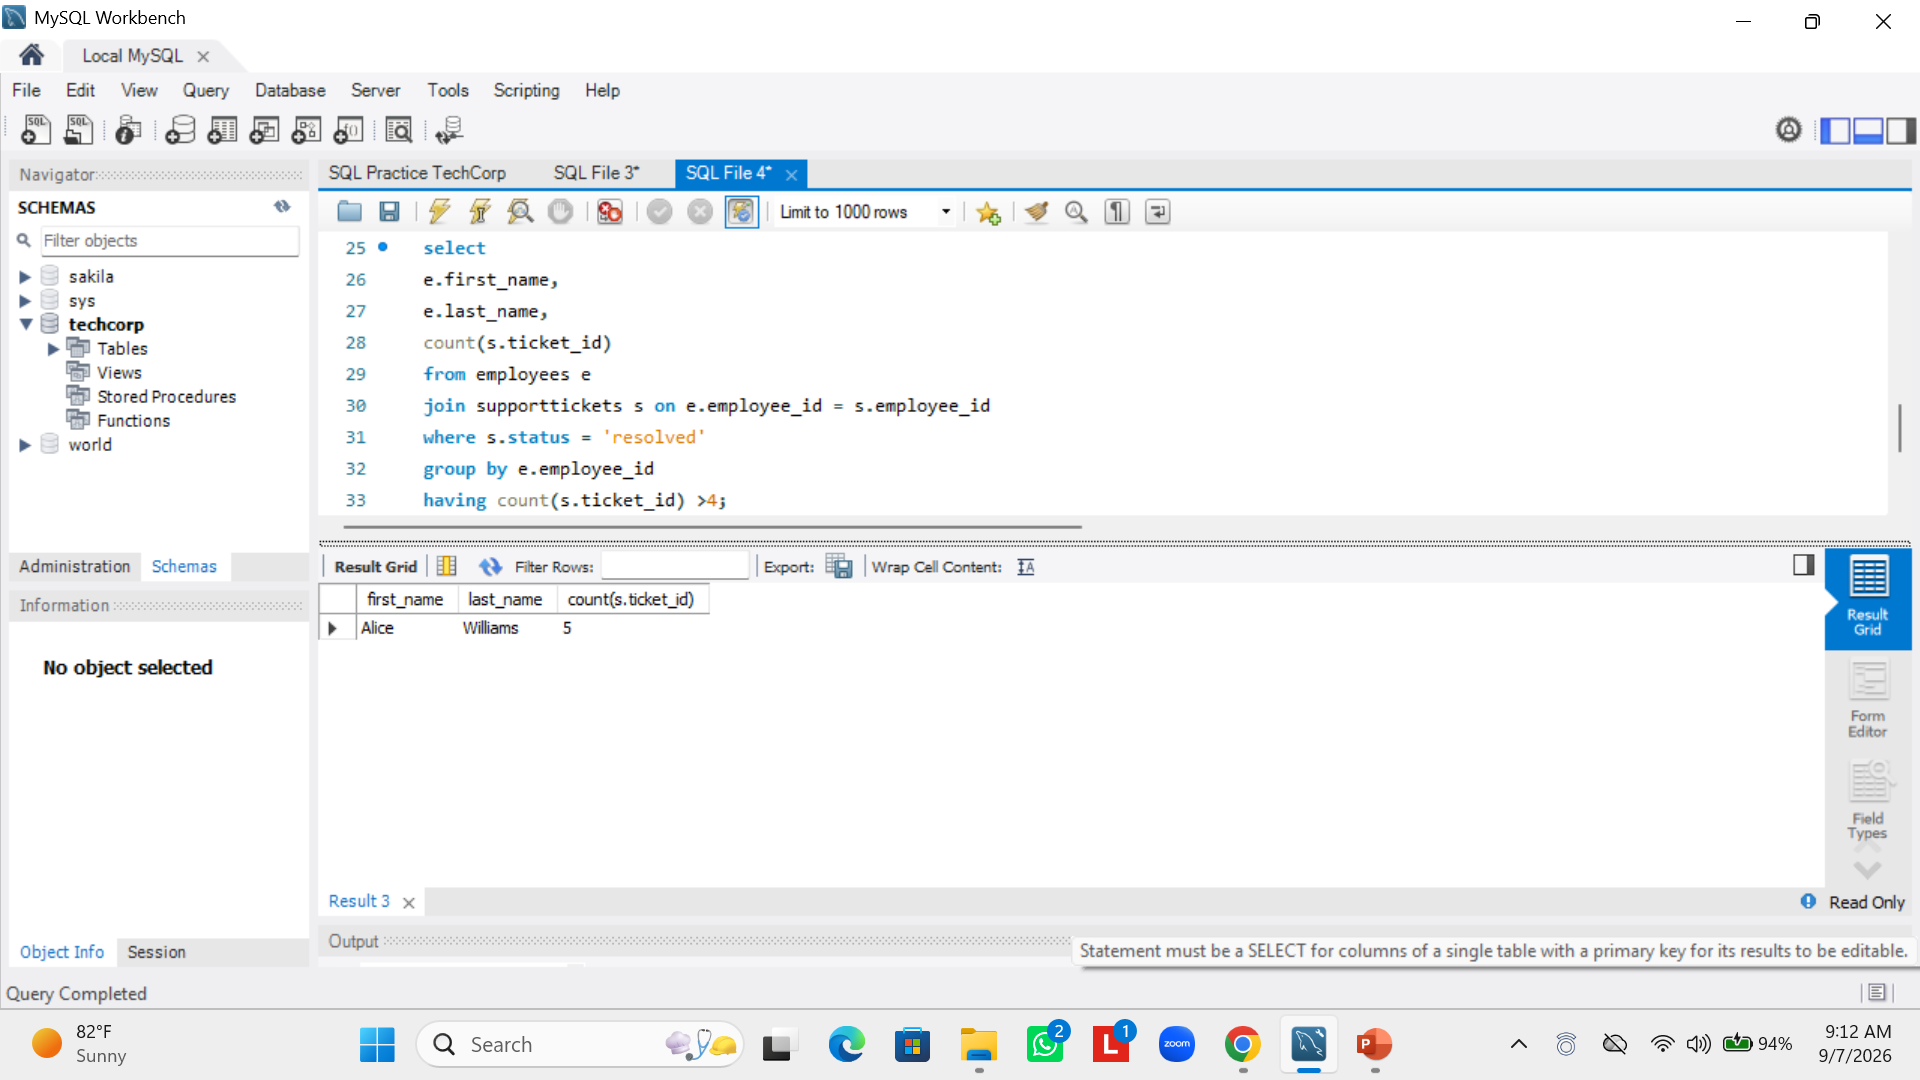 MySQL Workbench
Local MySQL
File Edit View Query Database Server Tools Scripting Help
Navigator
SQL Practice TechCorp SQL File 3* SQL File 4*
SCHEMAS
Limit to 1000 rows
Filter objects
sakila
sys
techcorp
Tables
Views
Stored Procedures
Functions
world
25 select
26 e.first_name,
27 e.last_name,
28 count(s.ticket_id)
29 from employees e
30 join supporttickets s on e.employee_id = s.employee_id
31 where s.status = 'resolved'
32 group by e.employee_id
33 having count(s.ticket_id) >4;
Administration Schemas
Result Grid Filter Rows: Export: Wrap Cell Content:
Information
No object selected
first_name last_name count(s.ticket_id)
Alice Williams 5
Result Grid
Form Editor
Field Types
Result 3
Read Only
Output
Statement must be a SELECT for columns of a single table with a primary key for its results to be editable.
Object Info Session
Query Completed
82°F
Sunny
Search
2
L 1
zoom
P
94%
9:12 AM
9/7/2026